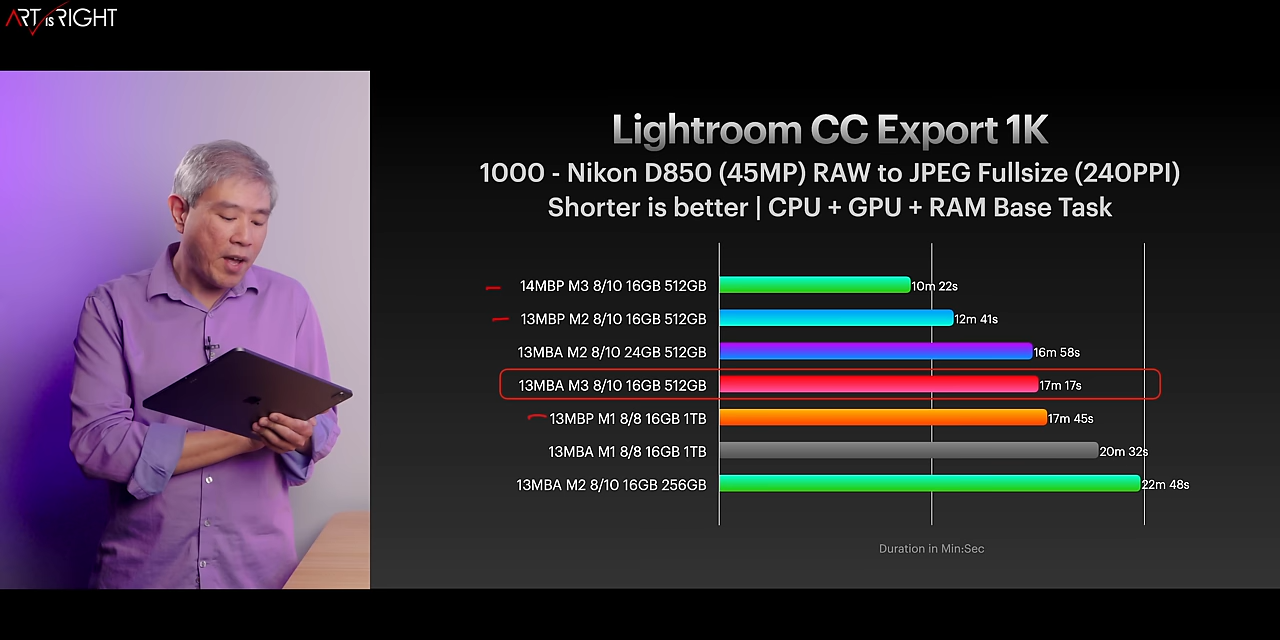 ART IS RIGHT
Lightroom CC Export 1K
1000 - Nikon D850 (45MP) RAW to JPEG Fullsize (240PPI)
Shorter is better | CPU + GPU + RAM Base Task
14MBP M3 8/10 16GB 512GB 10m 22s
13MBP M2 8/10 16GB 512GB 12m 41s
13MBA M2 8/10 24GB 512GB 16m 58s
13MBA M3 8/10 16GB 512GB 17m 17s
13MBP M1 8/8 16GB 1TB 17m 45s
13MBA M1 8/8 16GB 1TB 20m 32s
13MBA M2 8/10 16GB 256GB 22m 48s
Duration in Min:Sec